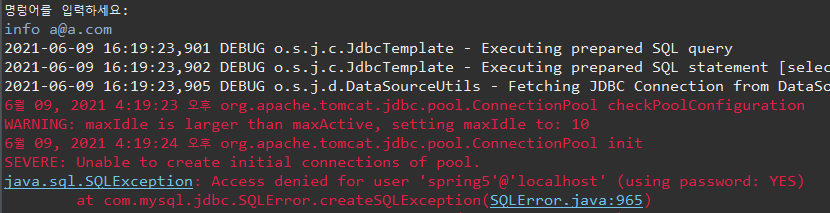 명령어를 입력하세요:
info a@a.com
2021-06-09 16:19:23,901 DEBUG o.s.j.c.JdbcTemplate - Executing prepared SQL query
2021-06-09 16:19:23,902 DEBUG o.s.j.c.JdbcTemplate - Executing prepared SQL statement [selec
2021-06-09 16:19:23,905 DEBUG o.s.j.d.DataSourceUtils - Fetching JDBC Connection from DataSo
6월 09, 2021 4:19:23 오후 org.apache.tomcat.jdbc.pool.ConnectionPool checkPoolConfiguration
WARNING: maxIdle is larger than maxActive, setting maxIdle to: 10
6월 09, 2021 4:19:24 오후 org.apache.tomcat.jdbc.pool.ConnectionPool init
SEVERE: Unable to create initial connections of pool.
java.sql.SQLException: Access denied for user 'spring5'@'localhost' (using password: YES)
at com.mysql.jdbc.SQLError.createSQLException(SQLError.java:965)